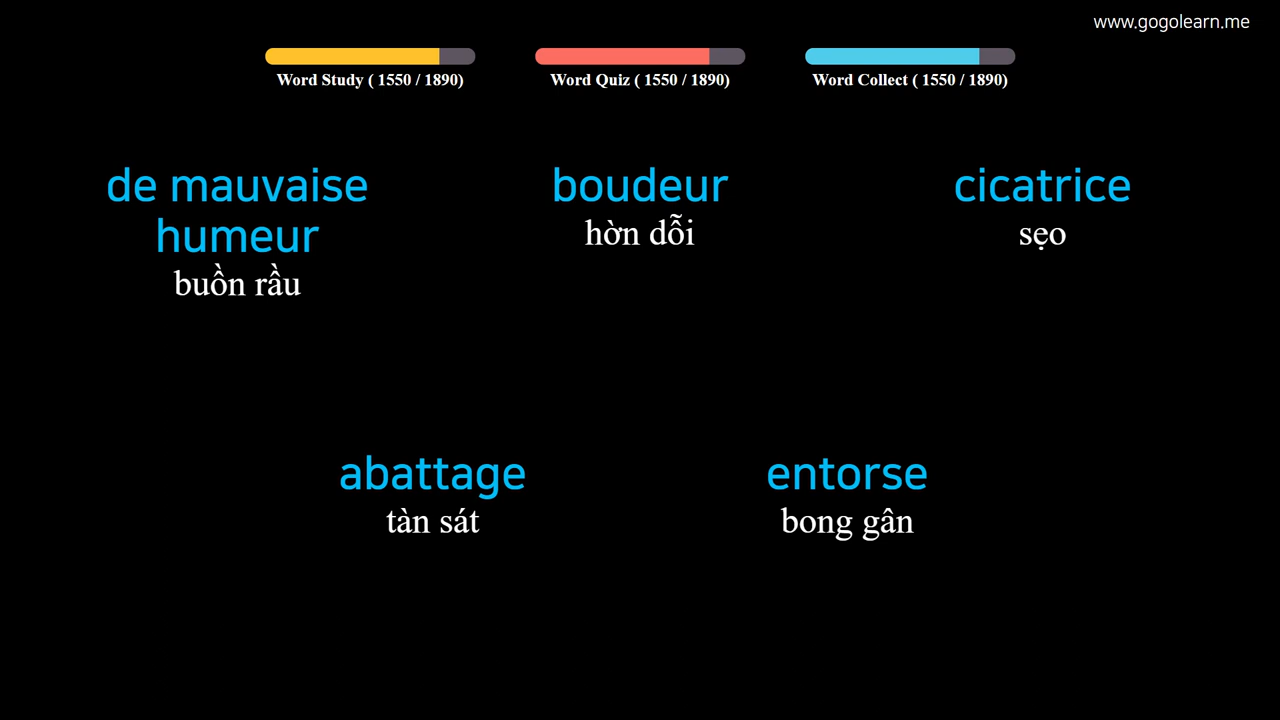 www.gogolearn.me
Word Study ( 1550 / 1890)
Word Quiz ( 1550 / 1890)
Word Collect ( 1550 / 1890)
de mauvaise
humeur
buồn rầu
boudeur
hờn dỗi
cicatrice
sẹo
abattage
tàn sát
entorse
bong gân